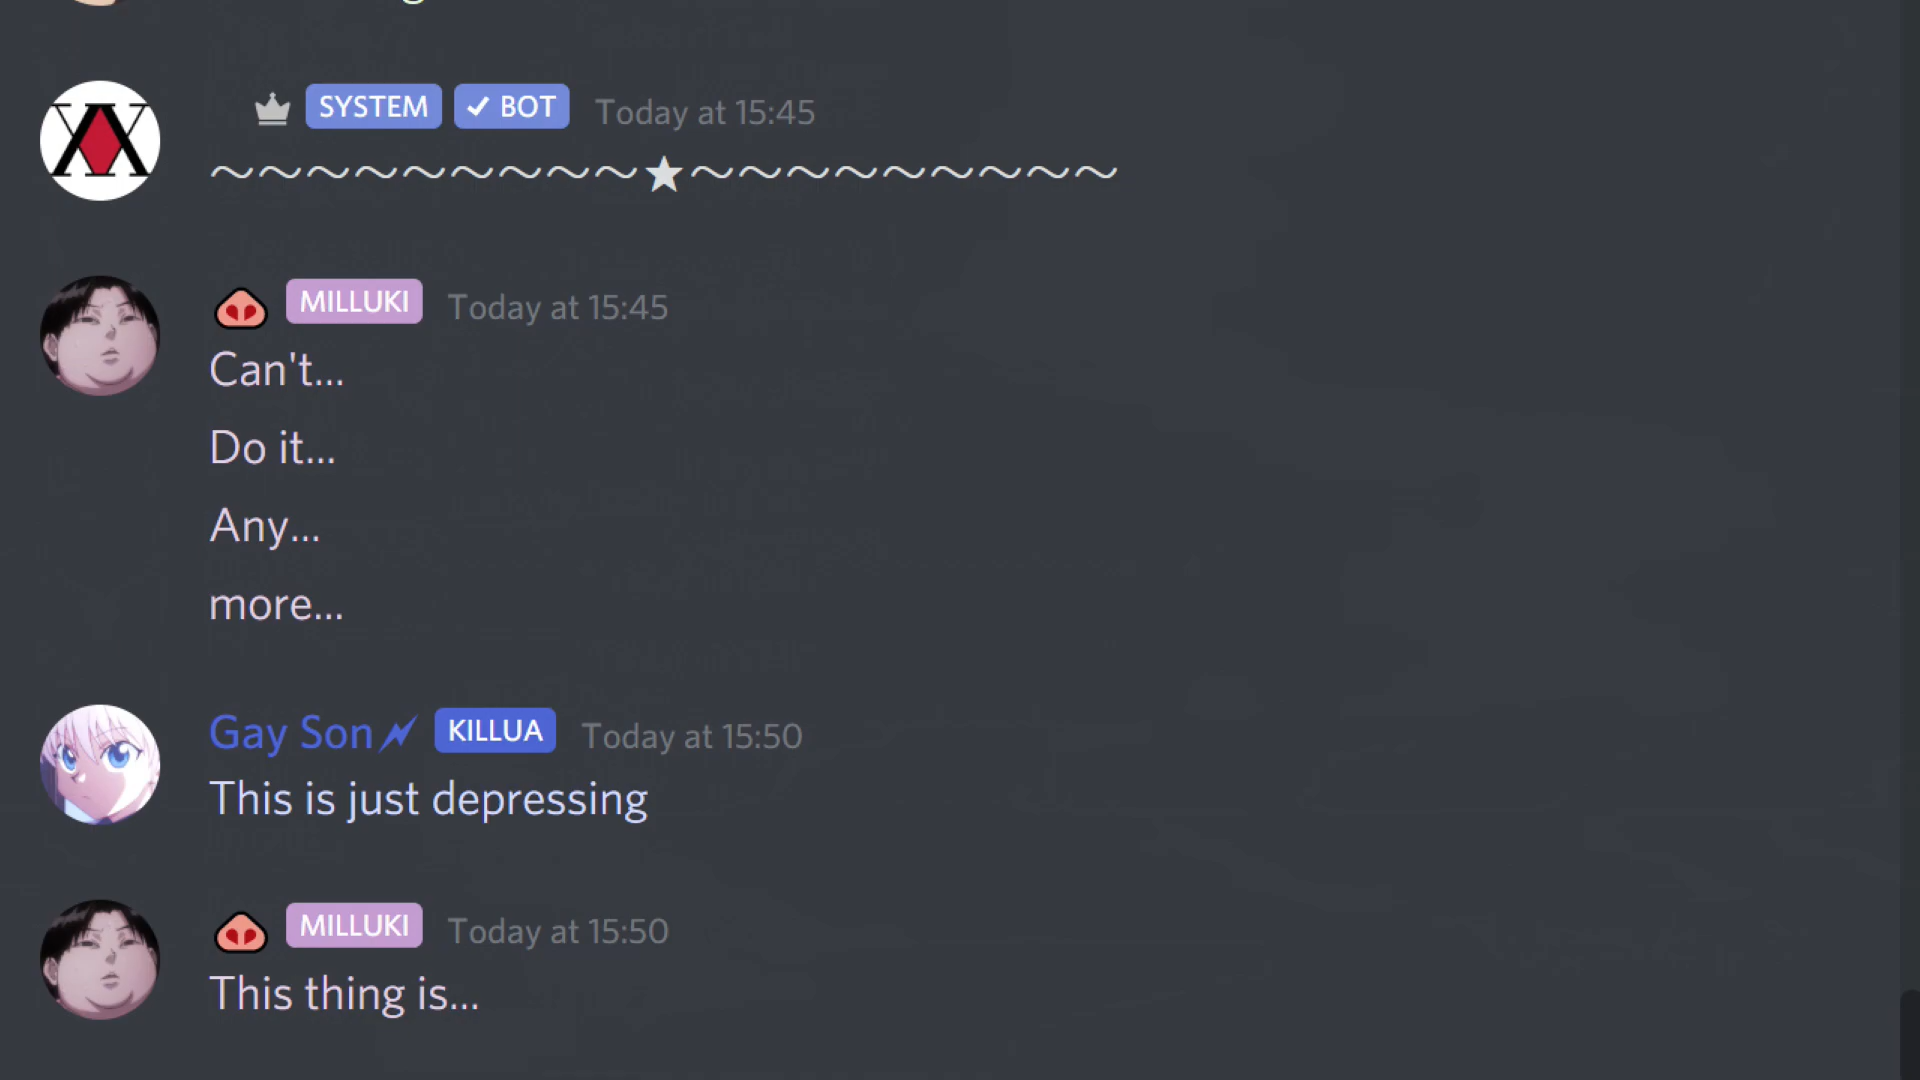 SYSTEM ✓ BOT Today at 15:45
~~~~~~~~~★~~~~~~~~~
MILLUKI Today at 15:45
Can't...
Do it...
Any...
more...
Gay Son KILLUA Today at 15:50
This is just depressing
MILLUKI Today at 15:50
This thing is...